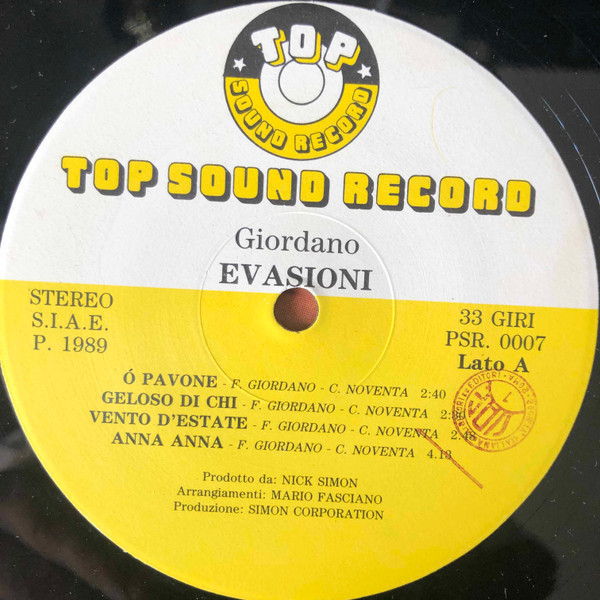 TOP
SOUND RECORD
TOP SOUND RECORD
Giordano
EVASIONI
STEREO
S.I.A.E.
P. 1989
33 GIRI
PSR. 0007
Lato A
Ó PAVONE - F. GIORDANO - C. NOVENTA 2:40
GELOSO DI CHI - F. GIORDANO - C. NOVENTA
VENTO D'ESTATE - F. GIORDANO - C. NOVENTA 2:48
ANNA ANNA - F. GIORDANO - C. NOVENTA 4.13
Prodotto da: NICK SIMON
Arrangiamenti: MARIO FASCIANO
Produzione: SIMON CORPORATION